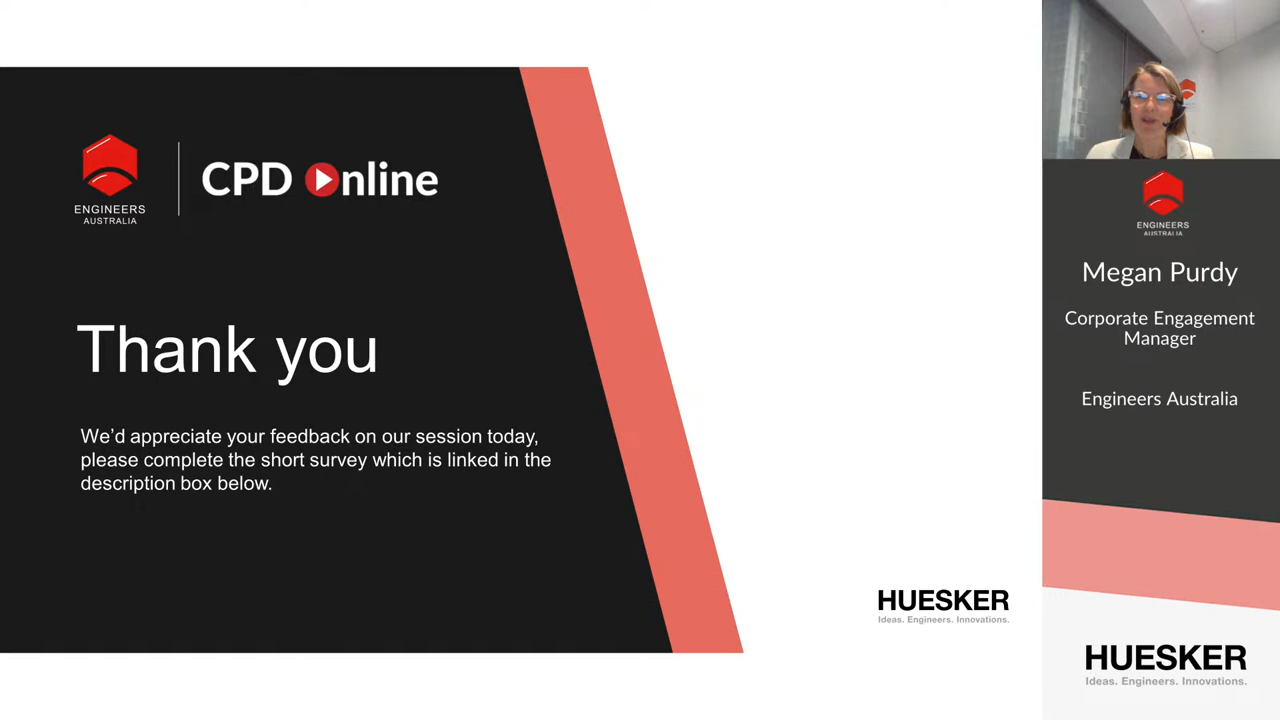 ENGINEERS
AUSTRALIA
CPD Online
Thank you
We'd appreciate your feedback on our session today,
please complete the short survey which is linked in the
description box below.
HUESKER
Ideas. Engineers. Innovations.
ENGINEERS
AUSTRALIA
Megan Purdy
Corporate Engagement
Manager
Engineers Australia
HUESKER
Ideas. Engineers. Innovations.